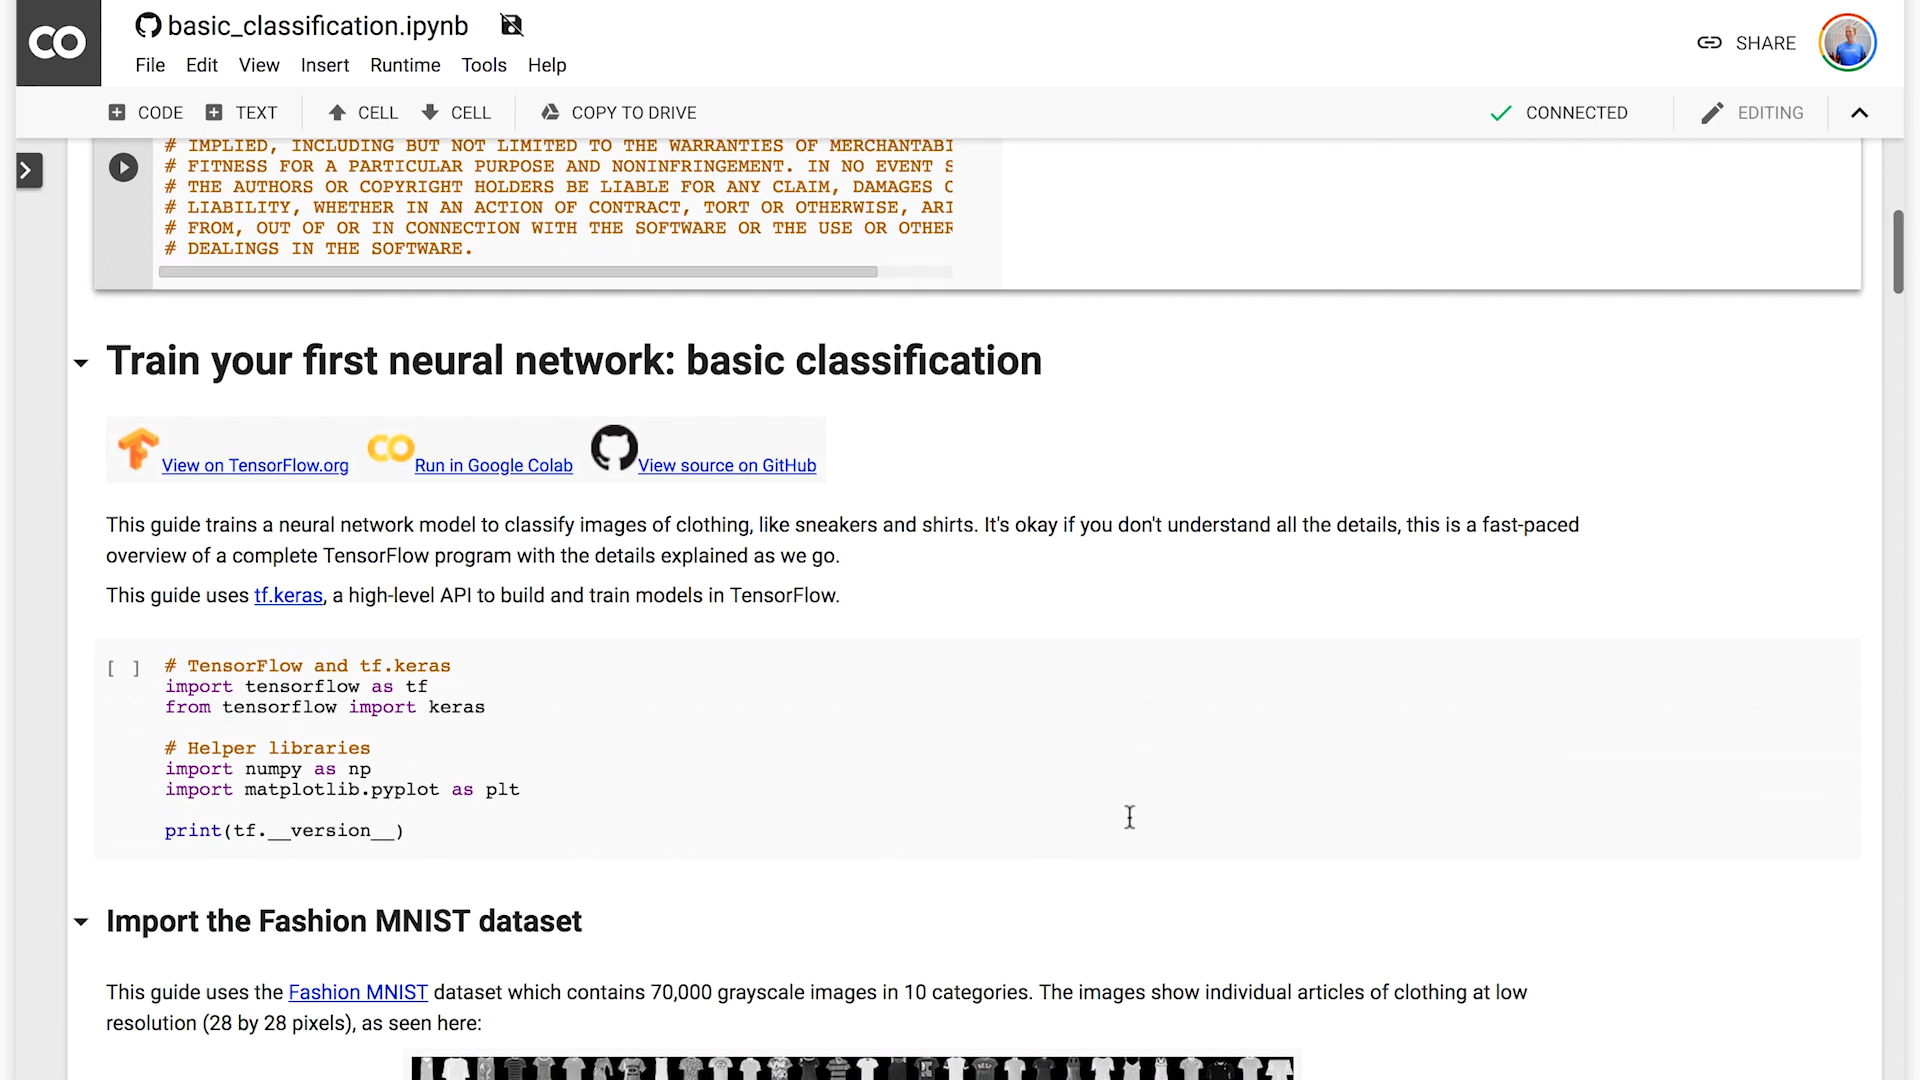 CO basic_classification.ipynb
File Edit View Insert Runtime Tools Help
SHARE
CODE TEXT CELL CELL COPY TO DRIVE CONNECTED EDITING
# IMPLIED, INCLUDING BUT NOT LIMITED TO THE WARRANTIES OF MERCHANTABI
# FITNESS FOR A PARTICULAR PURPOSE AND NONINFRINGEMENT. IN NO EVENT S
# THE AUTHORS OR COPYRIGHT HOLDERS BE LIABLE FOR ANY CLAIM, DAMAGES O
# LIABILITY, WHETHER IN AN ACTION OF CONTRACT, TORT OR OTHERWISE, ARI
# FROM, OUT OF OR IN CONNECTION WITH THE SOFTWARE OR THE USE OR OTHER
# DEALINGS IN THE SOFTWARE.
Train your first neural network: basic classification
View on TensorFlow.org CO Run in Google Colab View source on GitHub
This guide trains a neural network model to classify images of clothing, like sneakers and shirts. It's okay if you don't understand all the details, this is a fast-paced
overview of a complete TensorFlow program with the details explained as we go.
This guide uses tf.keras, a high-level API to build and train models in TensorFlow.
[ ] # TensorFlow and tf.keras
import tensorflow as tf
from tensorflow import keras
# Helper libraries
import numpy as np
import matplotlib.pyplot as plt
print(tf.__version__)
Import the Fashion MNIST dataset
This guide uses the Fashion MNIST dataset which contains 70,000 grayscale images in 10 categories. The images show individual articles of clothing at low
resolution (28 by 28 pixels), as seen here: